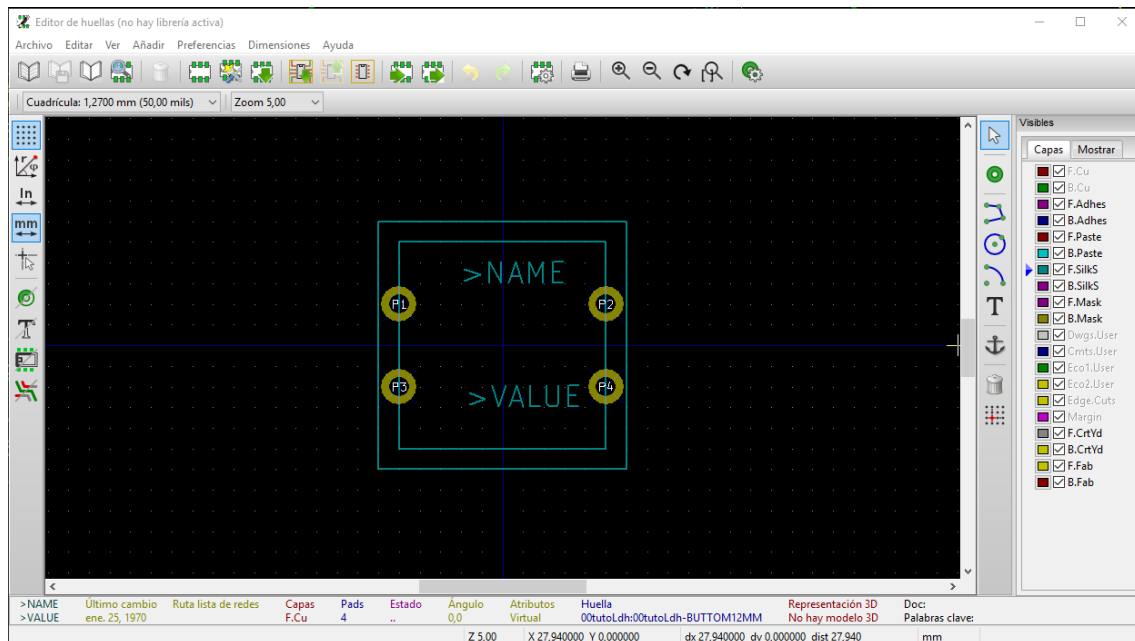 Editor de huellas (no hay librería activa)
Archivo Editar Ver Añadir Preferencias Dimensiones Ayuda
Cuadrícula: 1,2700 mm (50,00 mils) Zoom 5,00
In
mm
T
Visibles
Capas Mostrar
F.Cu
B.Cu
F.Adhes
B.Adhes
F.Paste
B.Paste
F.SilkS
B.SilkS
F.Mask
B.Mask
Dwgs.User
Cmts.User
Eco1.User
Eco2.User
Edge.Cuts
Margin
F.CrtYd
B.CrtYd
F.Fab
B.Fab
>NAME
P1 P2
P3 P4
>VALUE
>NAME Último cambio Ruta lista de redes Capas Pads Estado Ángulo Atributos Huella Representación 3D Doc:
>VALUE ene. 25, 1970 F.Cu 4 .. 0,0 Virtual 00tutoLdh:00tutoLdh-BUTTOM12MM No hay modelo 3D Palabras clave:
Z 5.00 X 27.940000 Y 0.000000 dx 27.940000 dy 0.000000 dist 27.940 mm